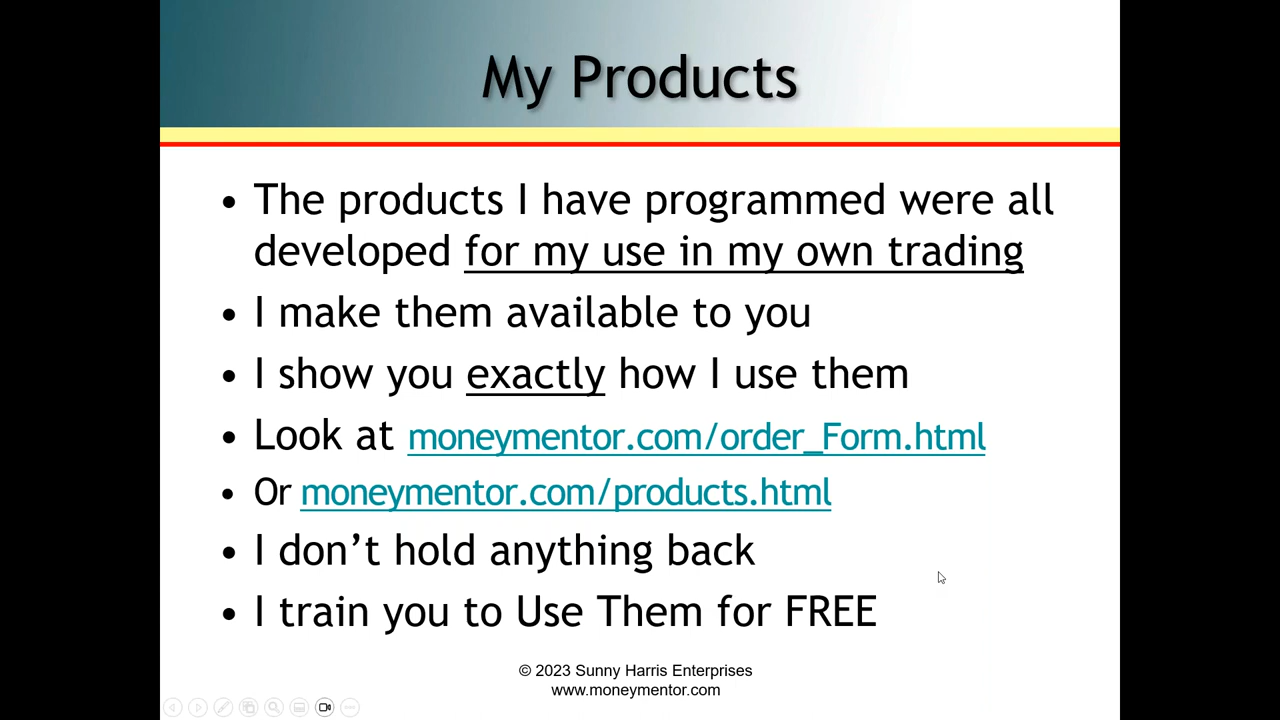 My Products
• The products I have programmed were all
developed for my use in my own trading
• I make them available to you
• I show you exactly how I use them
• Look at moneymentor.com/order_Form.html
• Or moneymentor.com/products.html
• I don’t hold anything back
• I train you to Use Them for FREE
© 2023 Sunny Harris Enterprises
www.moneymentor.com